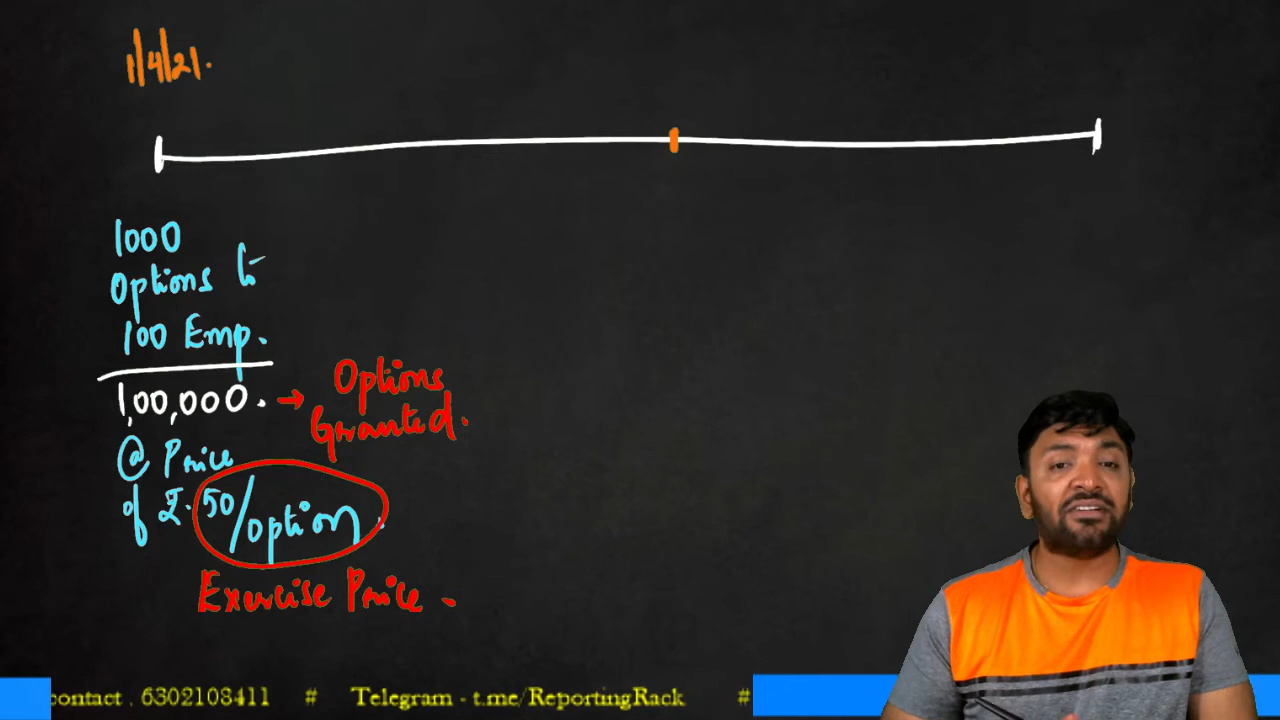 1/4/21.
1000
Options to
100 Emp.
1,00,000. → Options
Granted.
@ Price
of ₹. 50/option
Exercise Price.
contact . 6302108411 # Telegram - t.me/ReportingRack #